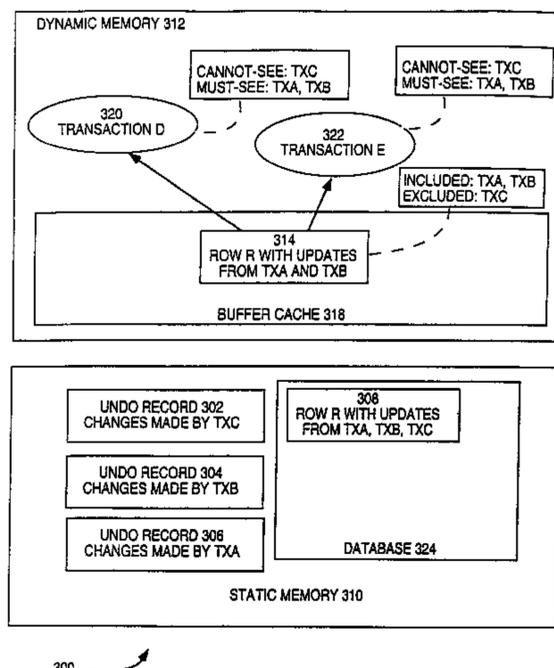 DYNAMIC MEMORY 312
CANNOT-SEE: TXC
MUST-SEE: TXA, TXB
CANNOT-SEE: TXC
MUST-SEE: TXA, TXB
320
TRANSACTION D
322
TRANSACTION E
INCLUDED: TXA, TXB
EXCLUDED: TXC
314
ROW R WITH UPDATES
FROM TXA AND TXB
BUFFER CACHE 318
UNDO RECORD 302
CHANGES MADE BY TXC
308
ROW R WITH UPDATES
FROM TXA, TXB, TXC
UNDO RECORD 304
CHANGES MADE BY TXB
UNDO RECORD 306
CHANGES MADE BY TXA
DATABASE 324
STATIC MEMORY 310
300